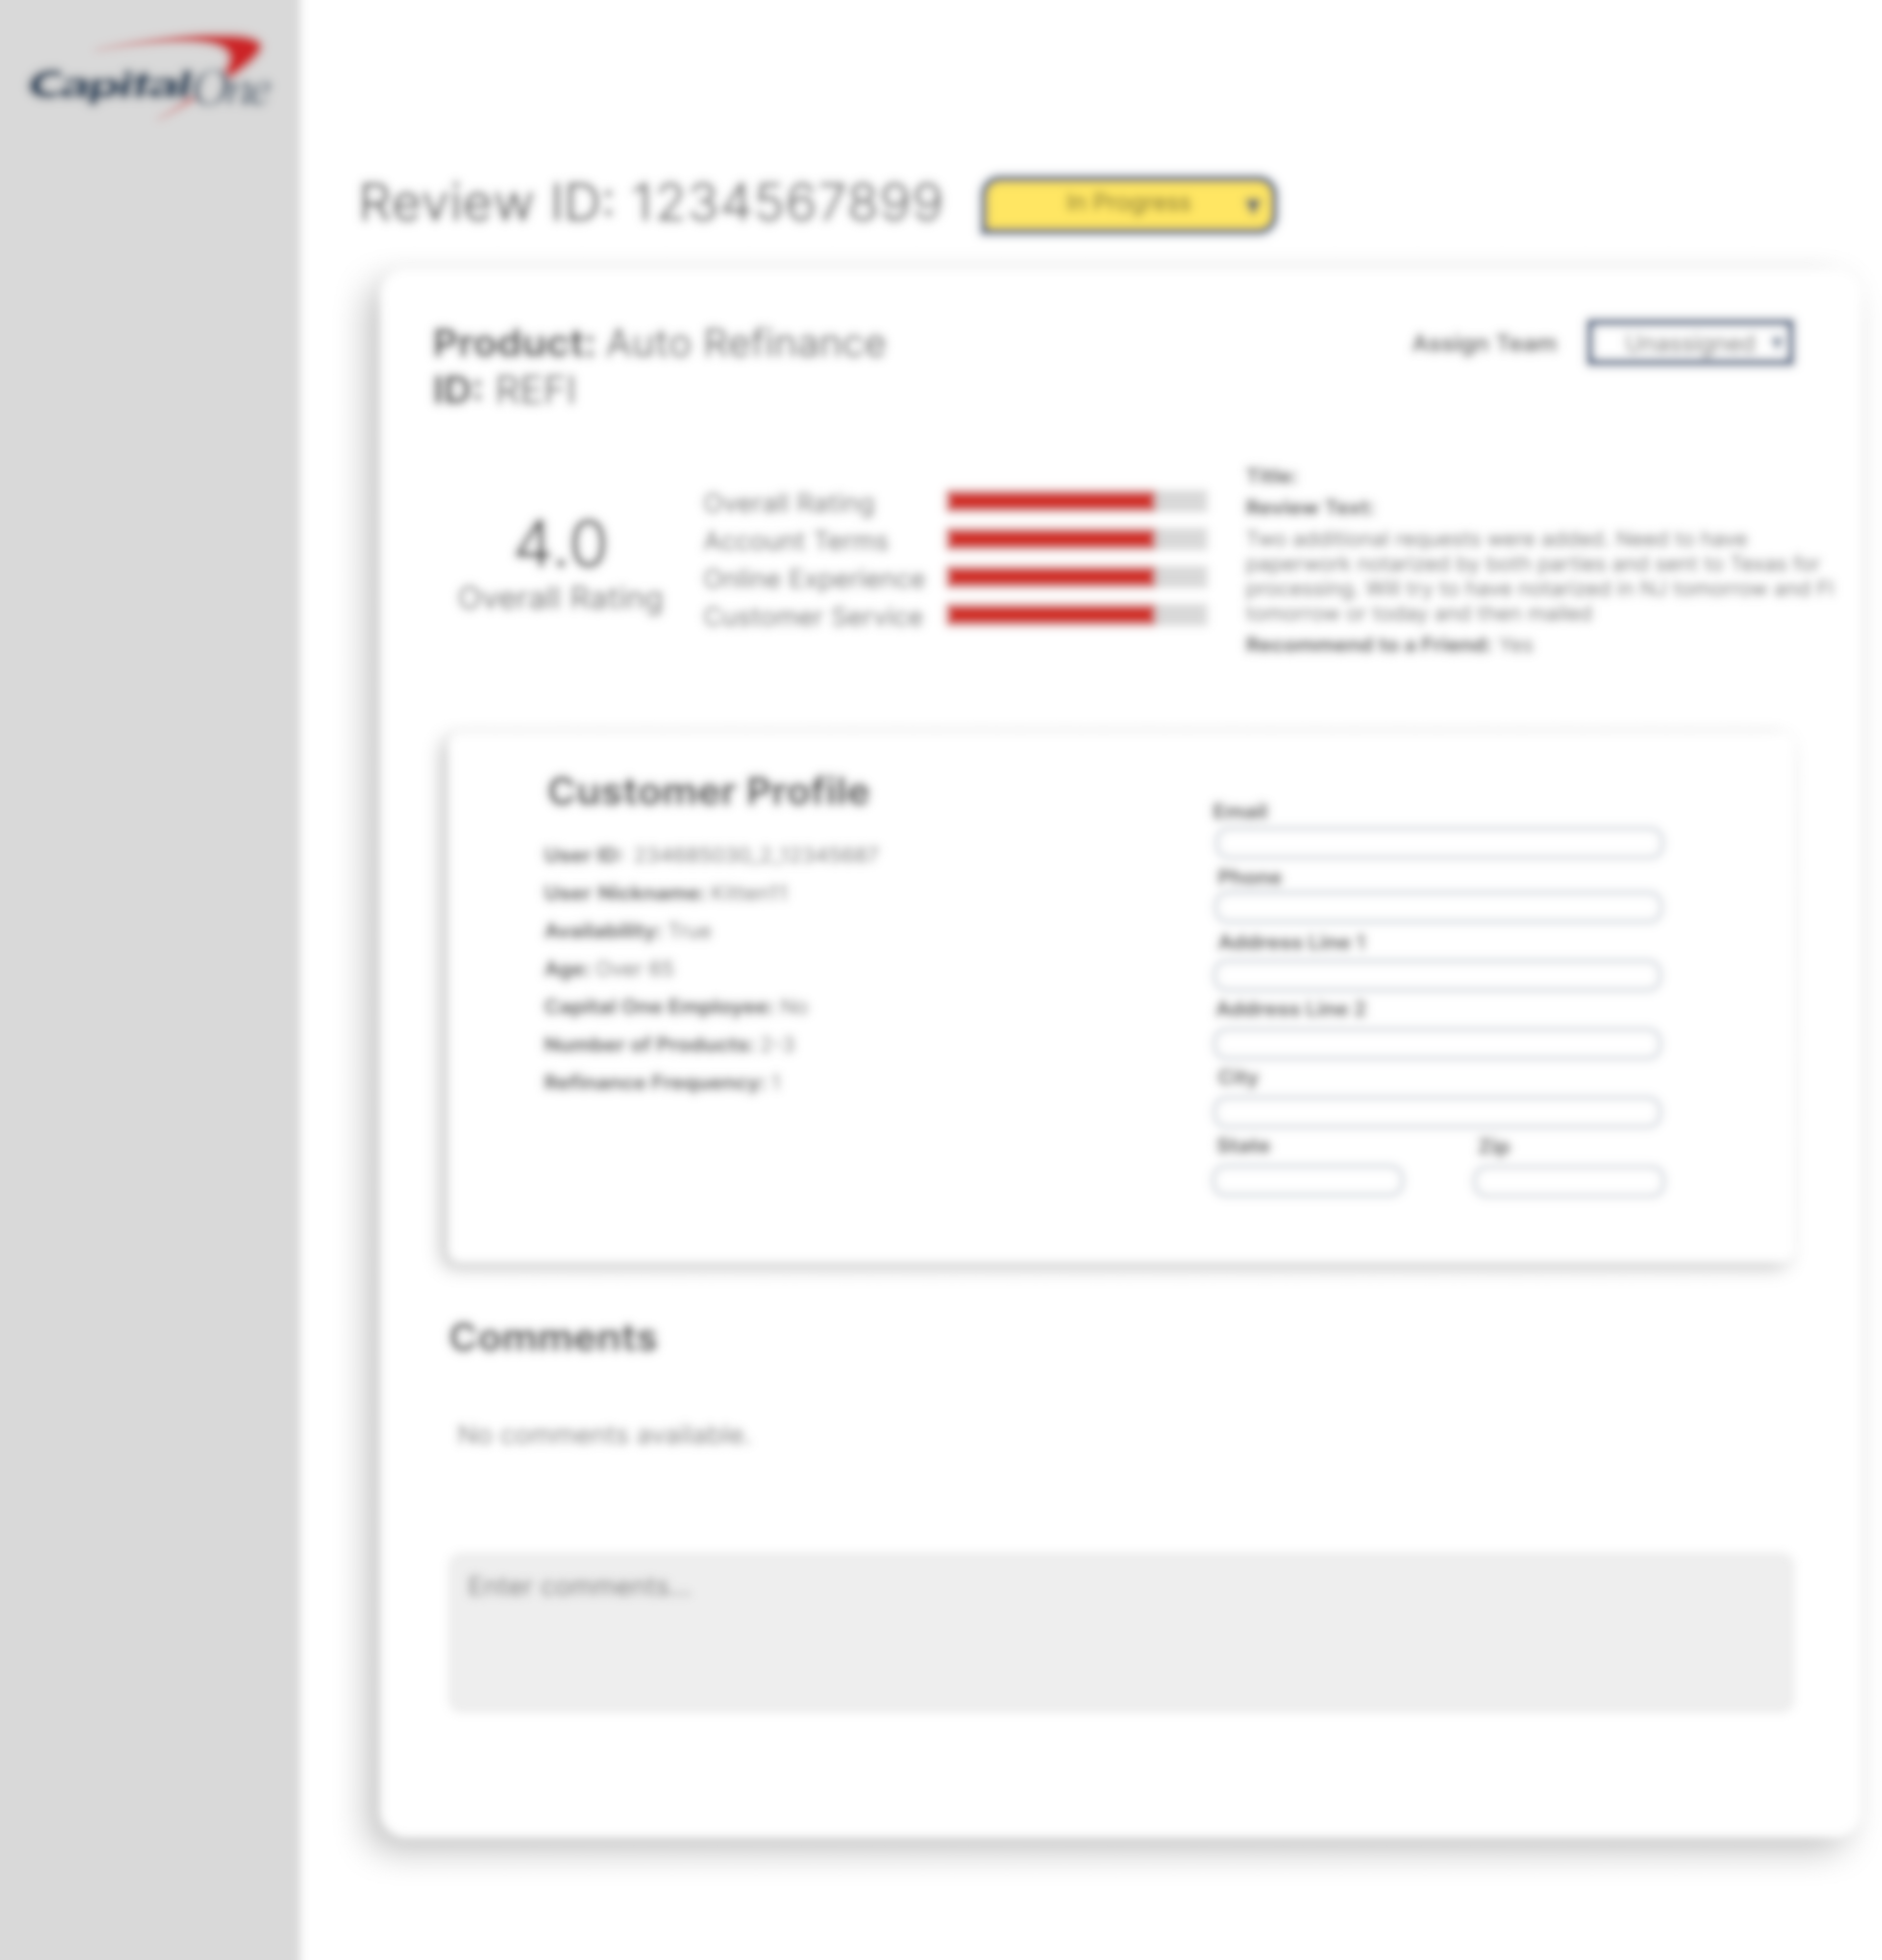 CapitalOne
Review ID: 1234567899
In Progress
Product: Auto Refinance
Assign Team
Unassigned
ID: REFI
4.0
Overall Rating
Overall Rating
Account Terms
Online Experience
Customer Service
Title:
Review Text:
Two additional requests were added. Need to have
paperwork notarized by both parties and sent to Texas for
processing. Will try to have notarized in NJ tomorrow and Fl
tomorrow or today and then mailed
Recommend to a Friend: Yes
Customer Profile
User ID:
User Nickname:
Availability: True
Age: Over 65
Capital One Employee: No
Number of Products: 2-3
Refinance Frequency: 1
Email
Phone
Address Line 1
Address Line 2
City
State
Zip
Comments
No comments available.
Enter comments...